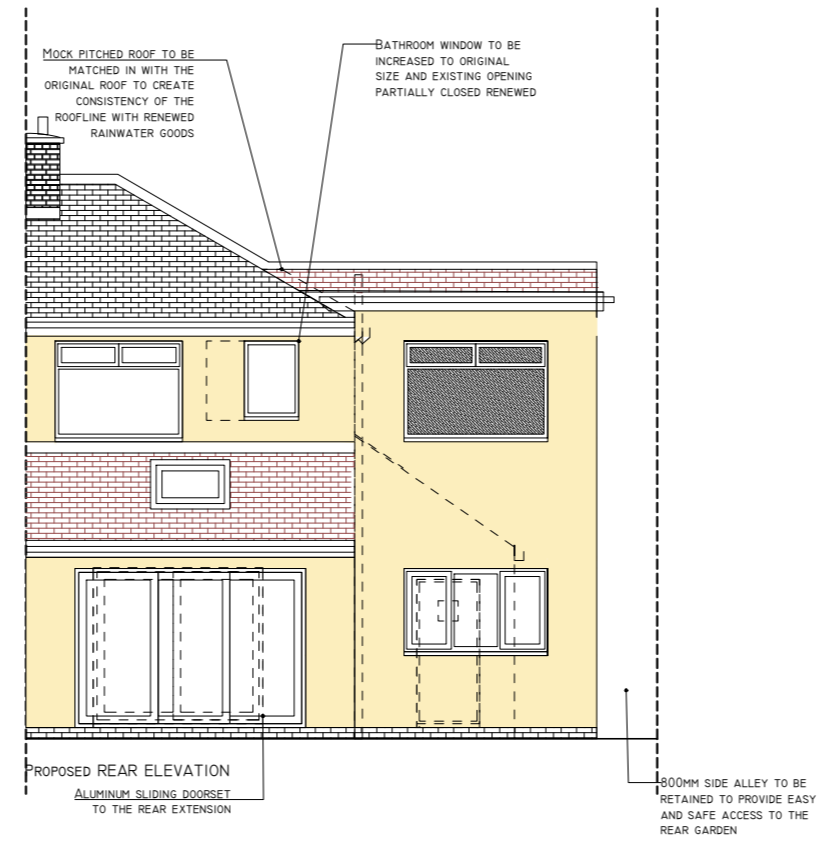 Mock pitched roof to be
matched in with the
original roof to create
consistency of the
roofline with renewed
rainwater goods
Bathroom window to be
increased to original
size and existing opening
partially closed renewed
Proposed REAR ELEVATION
Aluminum sliding doorset
to the rear extension
800mm side alley to be
retained to provide easy
and safe access to the
rear garden